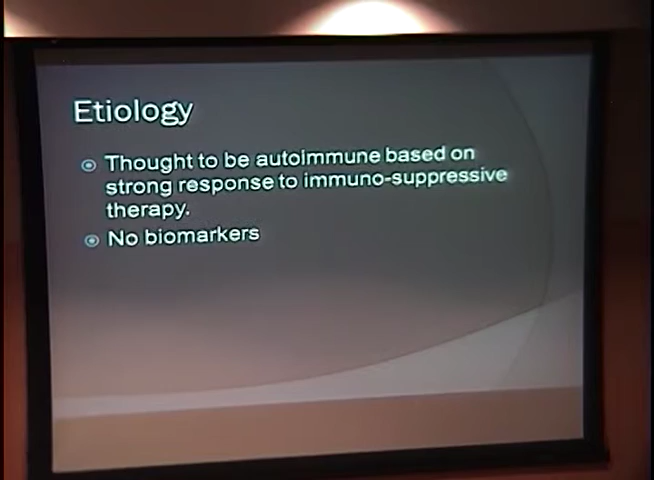 Etiology
Thought to be autoimmune based on
strong response to immuno-suppressive
therapy.
No biomarkers